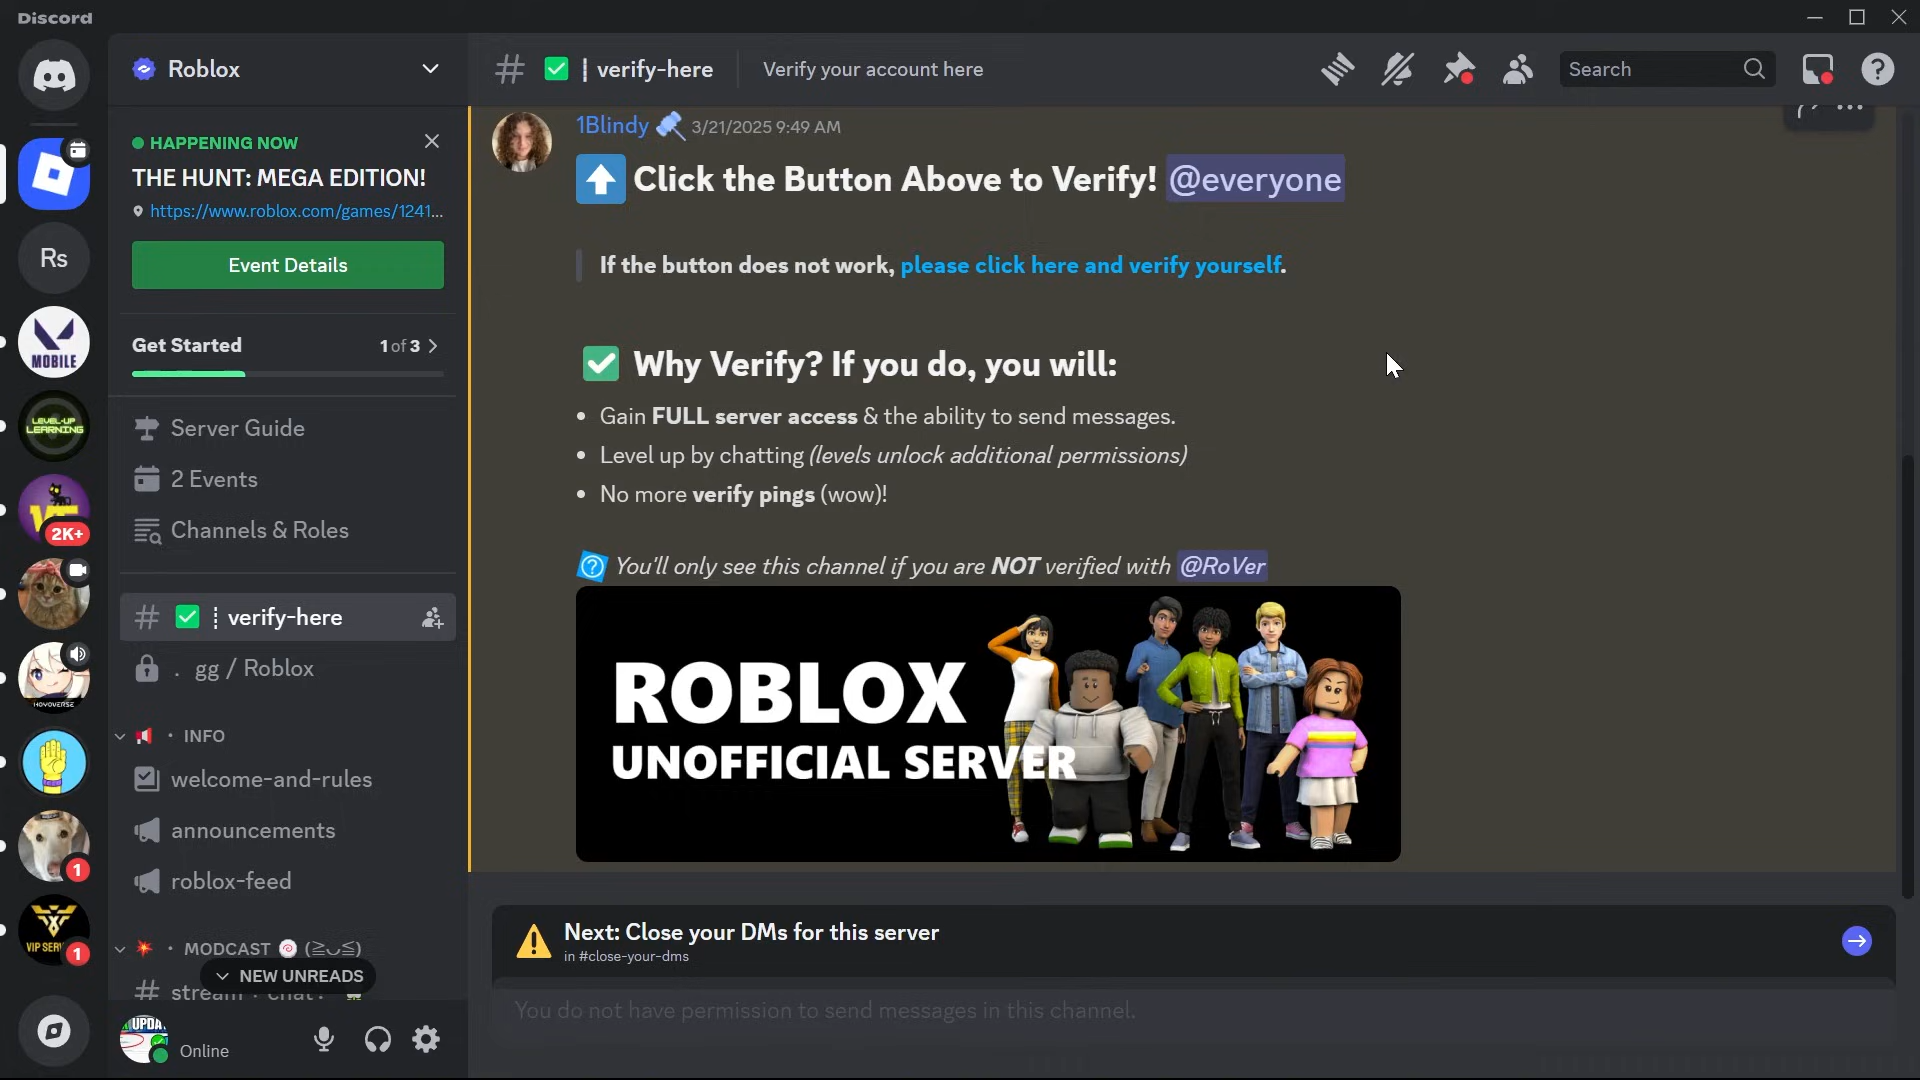 Discord
Roblox
HAPPENING NOW
THE HUNT: MEGA EDITION!
https://www.roblox.com/games/1241...
Event Details
Get Started
1 of 3
Server Guide
2 Events
Channels & Roles
# ✅┆verify-here
. gg / Roblox
📢 • INFO
welcome-and-rules
announcements
roblox-feed
💥 • MODCAST 🍥 (≧◡≦)
NEW UNREADS
Online
Rs
MOBILE
LEVEL-UP
LEARNING
2K+
HOYOVERSE
1
VIP SER
1
UPDA
# ✅┆verify-here
Verify your account here
Search
1Blindy 3/21/2025 9:49 AM
⬆️ Click the Button Above to Verify! @everyone
If the button does not work, please click here and verify yourself.
✅ Why Verify? If you do, you will:
• Gain FULL server access & the ability to send messages.
• Level up by chatting (levels unlock additional permissions)
• No more verify pings (wow)!
You'll only see this channel if you are NOT verified with @RoVer
ROBLOX
UNOFFICIAL SERVER
Next: Close your DMs for this server
in #close-your-dms
You do not have permission to send messages in this channel.